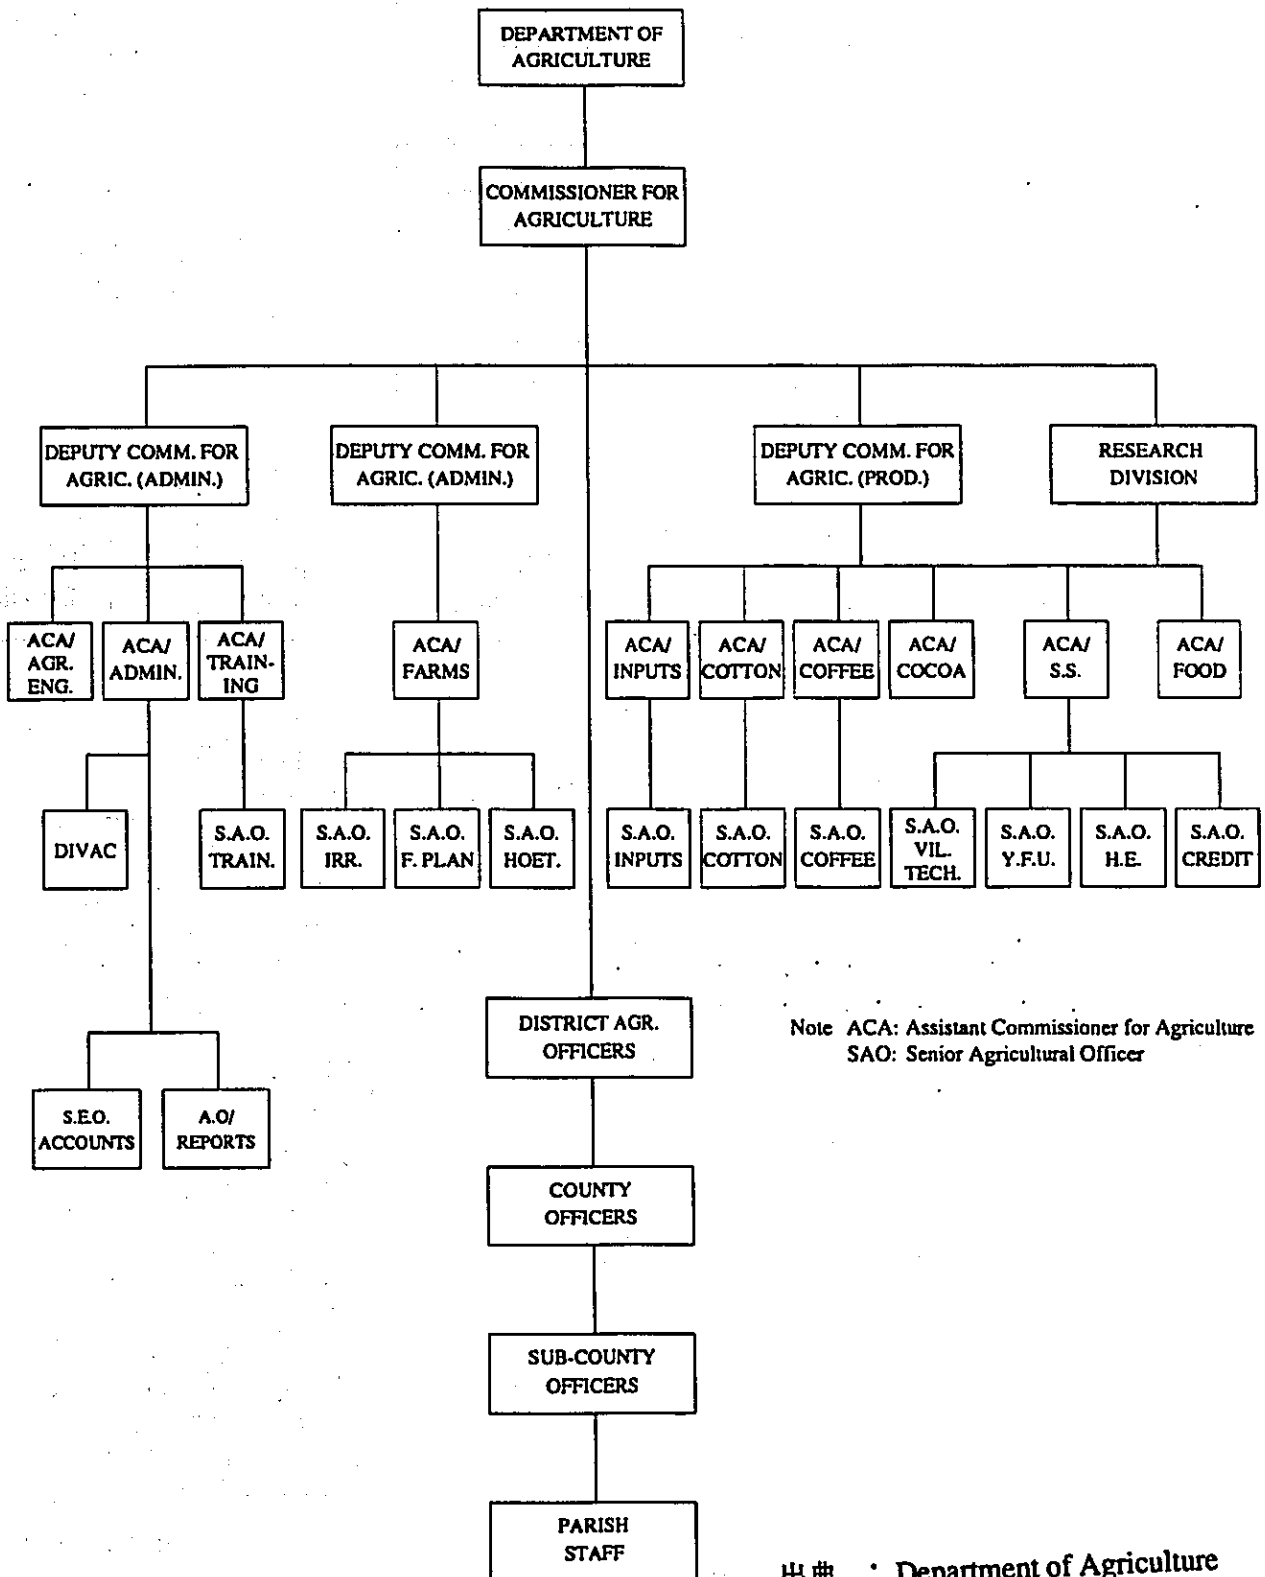 DEPARTMENT OF
AGRICULTURE
COMMISSIONER FOR
AGRICULTURE
DEPUTY COMM. FOR
AGRIC. (ADMIN.)
DEPUTY COMM. FOR
AGRIC. (ADMIN.)
DEPUTY COMM. FOR
AGRIC. (PROD.)
RESEARCH
DIVISION
ACA/
AGR.
ENG.
ACA/
ADMIN.
ACA/
TRAIN-
ING
ACA/
FARMS
ACA/
INPUTS
ACA/
COTTON
ACA/
COFFEE
ACA/
COCOA
ACA/
S.S.
ACA/
FOOD
DIVAC
S.A.O.
TRAIN.
S.A.O.
IRR.
S.A.O.
F. PLAN
S.A.O.
HOET.
S.A.O.
INPUTS
S.A.O.
COTTON
S.A.O.
COFFEE
S.A.O.
VIL.
TECH.
S.A.O.
Y.F.U.
S.A.O.
H.E.
S.A.O.
CREDIT
DISTRICT AGR.
OFFICERS
Note ACA: Assistant Commissioner for Agriculture
SAO: Senior Agricultural Officer
S.E.O.
ACCOUNTS
A.O/
REPORTS
COUNTY
OFFICERS
SUB-COUNTY
OFFICERS
PARISH
STAFF
出典 : Department of Agriculture